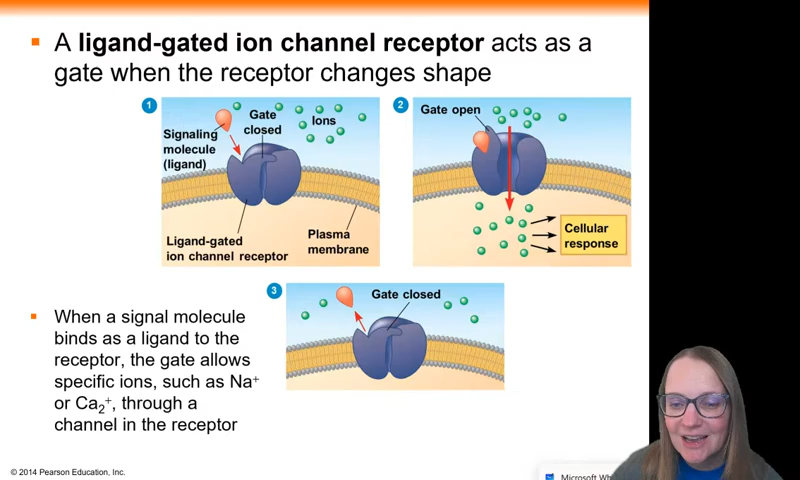 A ligand-gated ion channel receptor acts as a
gate when the receptor changes shape
1
Signaling
molecule
(ligand)
Gate
closed
Ions
Ligand-gated
ion channel receptor
Plasma
membrane
2
Gate open
Cellular
response
3
Gate closed
When a signal molecule
binds as a ligand to the
receptor, the gate allows
specific ions, such as Na⁺
or Ca₂⁺, through a
channel in the receptor
© 2014 Pearson Education, Inc.
Microsoft